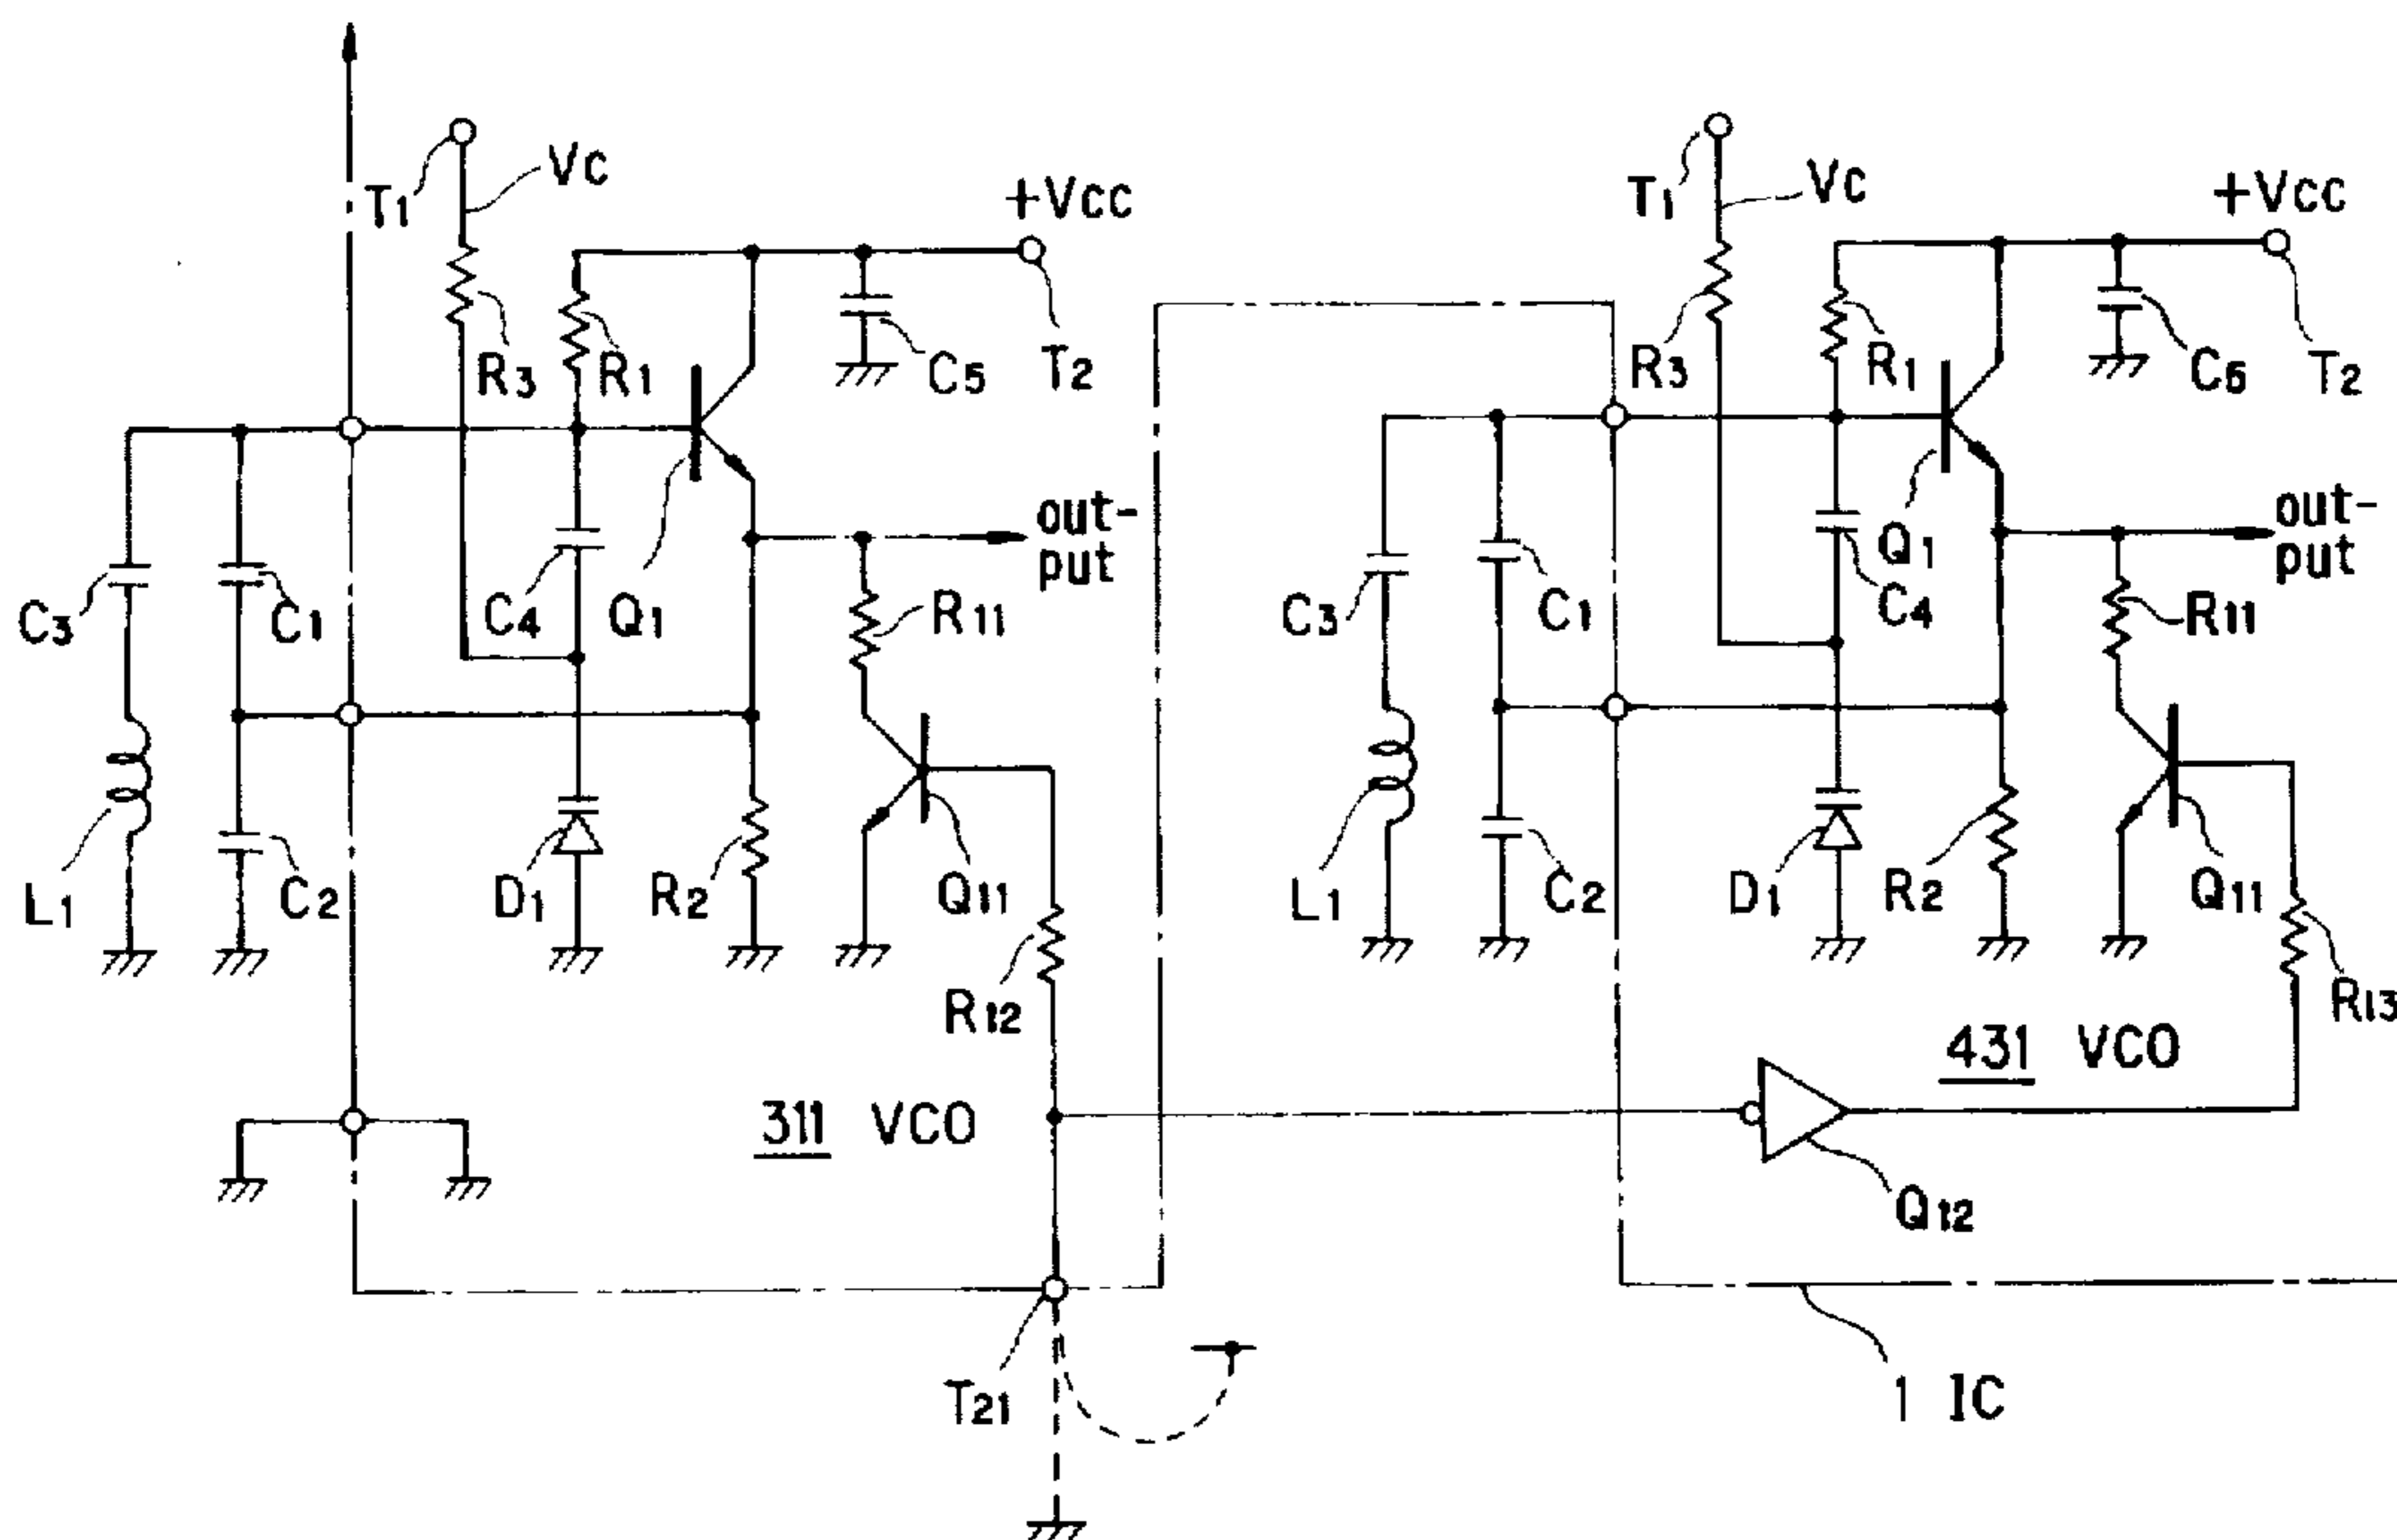 T1
VC
+VCC
R3
R1
C5
T2
out-
put
C3
C1
C4
Q1
R11
L1
C2
D1
R2
Q11
R12
311 VCO
T21
T1
VC
+VCC
R3
R1
C6
T2
out-
put
C3
C1
Q1
C4
R11
L1
C2
D1
R2
Q11
R13
431 VCO
Q12
1 IC